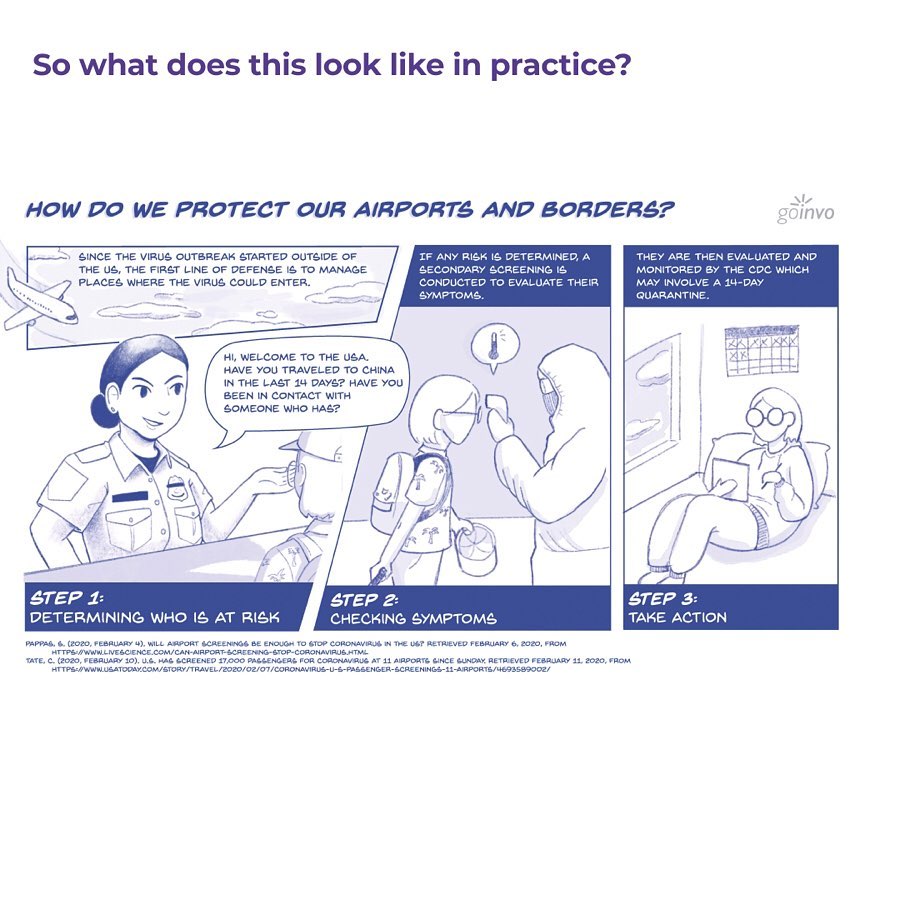 So what does this look like in practice?
HOW DO WE PROTECT OUR AIRPORTS AND BORDERS?
goinvo
SINCE THE VIRUS OUTBREAK STARTED OUTSIDE OF
THE US, THE FIRST LINE OF DEFENSE IS TO MANAGE
PLACES WHERE THE VIRUS COULD ENTER.
HI, WELCOME TO THE USA.
HAVE YOU TRAVELED TO CHINA
IN THE LAST 14 DAYS? HAVE YOU
BEEN IN CONTACT WITH
SOMEONE WHO HAS?
STEP 1:
DETERMINING WHO IS AT RISK
IF ANY RISK IS DETERMINED, A
SECONDARY SCREENING IS
CONDUCTED TO EVALUATE THEIR
SYMPTOMS.
STEP 2:
CHECKING SYMPTOMS
THEY ARE THEN EVALUATED AND
MONITORED BY THE CDC WHICH
MAY INVOLVE A 14-DAY
QUARANTINE.
STEP 3:
TAKE ACTION
PAPPAS, S. (2020, FEBRUARY 4), WILL AIRPORT SCREENINGS BE ENOUGH TO STOP CORONAVIRUS IN THE US? RETRIEVED FEBRUARY 6, 2020, FROM
HTTPS://WWW.LIVESCIENCE.COM/CAN-AIRPORT-SCREENING-STOP-CORONAVIRUS.HTML
TATE, C. (2020, FEBRUARY 10). U.S. HAS SCREENED 17,000 PASSENGERS FOR CORONAVIRUS AT 11 AIRPORTS SINCE SUNDAY. RETRIEVED FEBRUARY 11, 2020, FROM
HTTPS://WWW.USATODAY.COM/STORY/TRAVEL/2020/02/07/CORONAVIRUS-U-S-PASSENGER-SCREENINGS-11-AIRPORTS/4693589002/